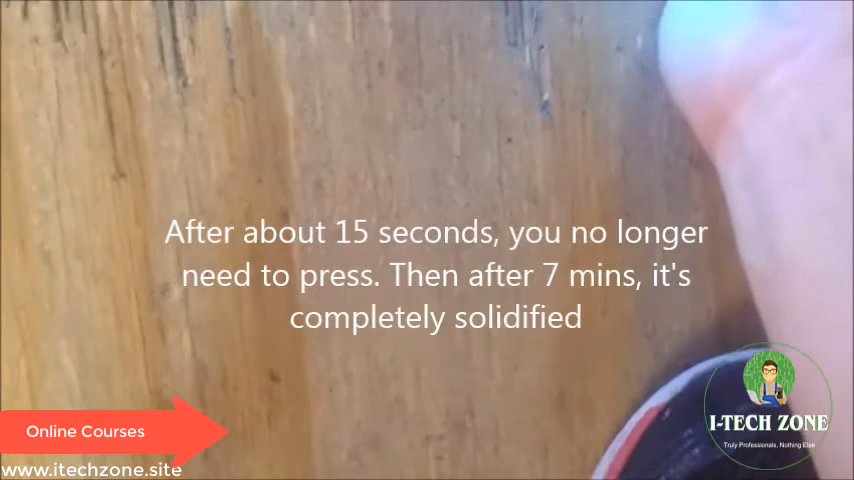 After about 15 seconds, you no longer
need to press. Then after 7 mins, it's
completely solidified
Online Courses
www.itechzone.site
I-TECH ZONE
Truly Professionals, Nothing Else